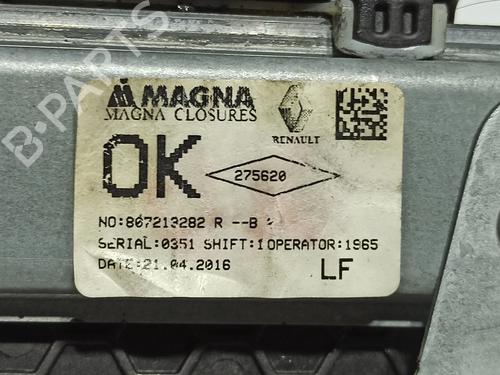 MAGNA
MAGNA CLOSURES
RENAULT
OK
275620
NO:807213282 R --B
SERIAL:0351 SHIFT:1 OPERATOR:1965
DATE:21.04.2016
LF
B-PARTS